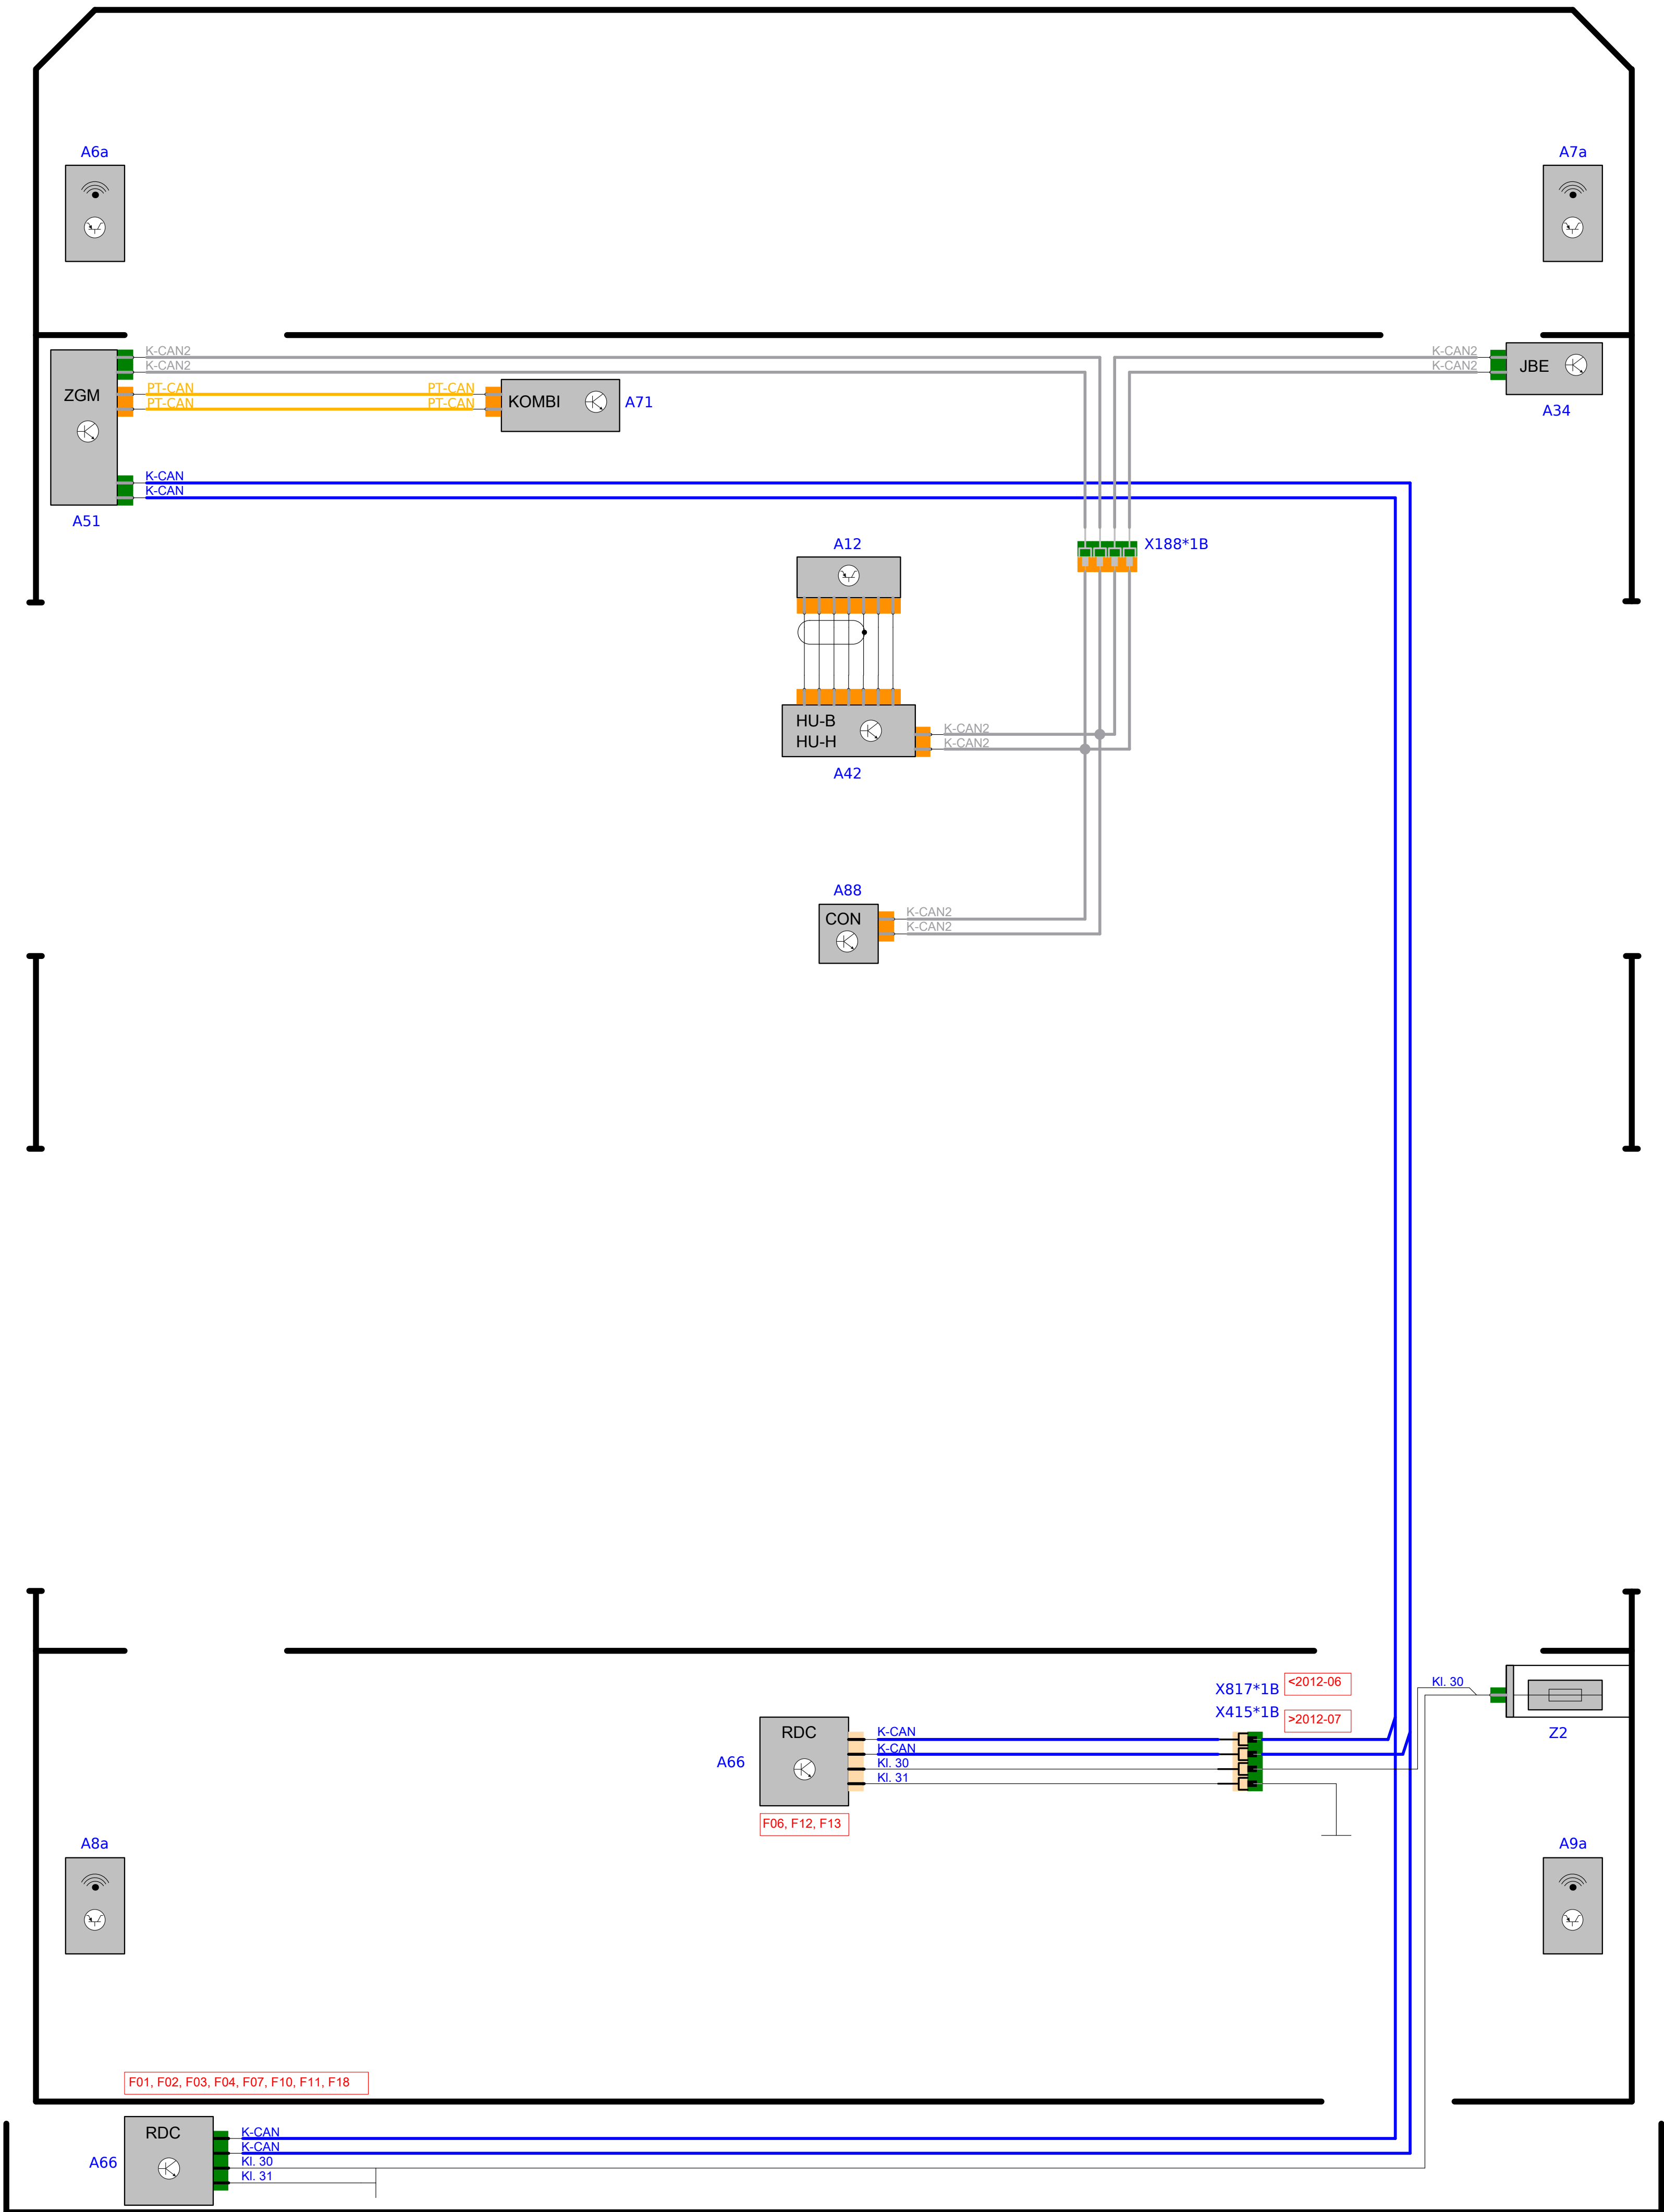 A6a
A7a
K-CAN2
K-CAN2
K-CAN2
K-CAN2
ZGM
PT-CAN
PT-CAN
PT-CAN
PT-CAN
KOMBI
A71
JBE
A34
K-CAN
K-CAN
A51
A12
X188*1B
HU-B
HU-H
K-CAN2
K-CAN2
A42
A88
CON
K-CAN2
K-CAN2
X817*1B
<2012-06
X415*1B
>2012-07
Kl. 30
Z2
RDC
A66
K-CAN
K-CAN
Kl. 30
Kl. 31
F06, F12, F13
A8a
A9a
F01, F02, F03, F04, F07, F10, F11, F18
RDC
A66
K-CAN
K-CAN
Kl. 30
Kl. 31